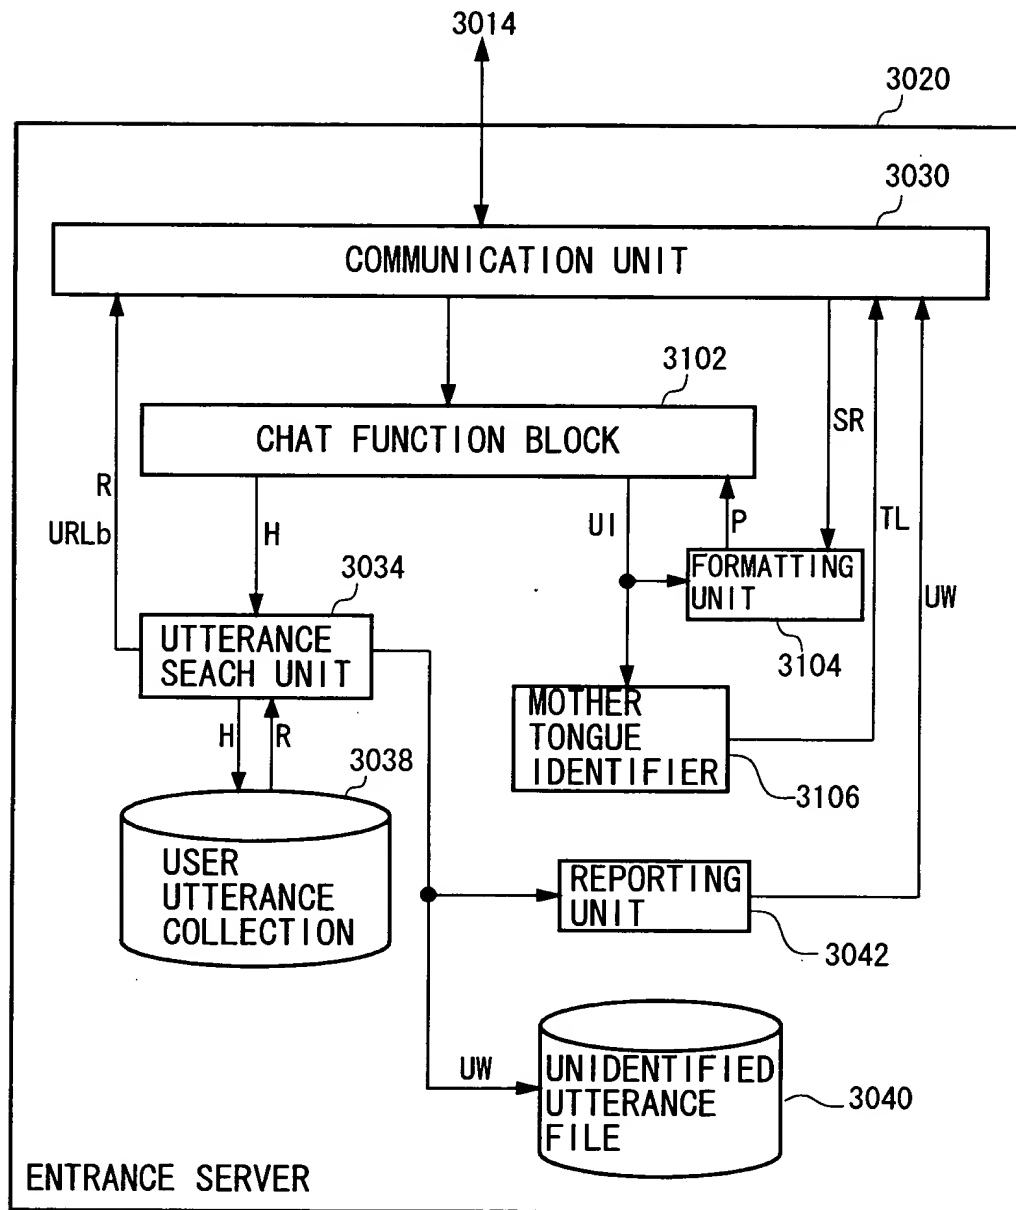 3014
3020
3030
COMMUNICATION UNIT
3102
CHAT FUNCTION BLOCK
SR
R
URLb
H
UI
P
TL
3034
FORMATTING
UNIT
UW
UTTERANCE
SEACH UNIT
3104
MOTHER
TONGUE
IDENTIFIER
H
R
3038
3106
USER
UTTERANCE
COLLECTION
REPORTING
UNIT
3042
UW
UNIDENTIFIED
UTTERANCE
FILE
3040
ENTRANCE SERVER